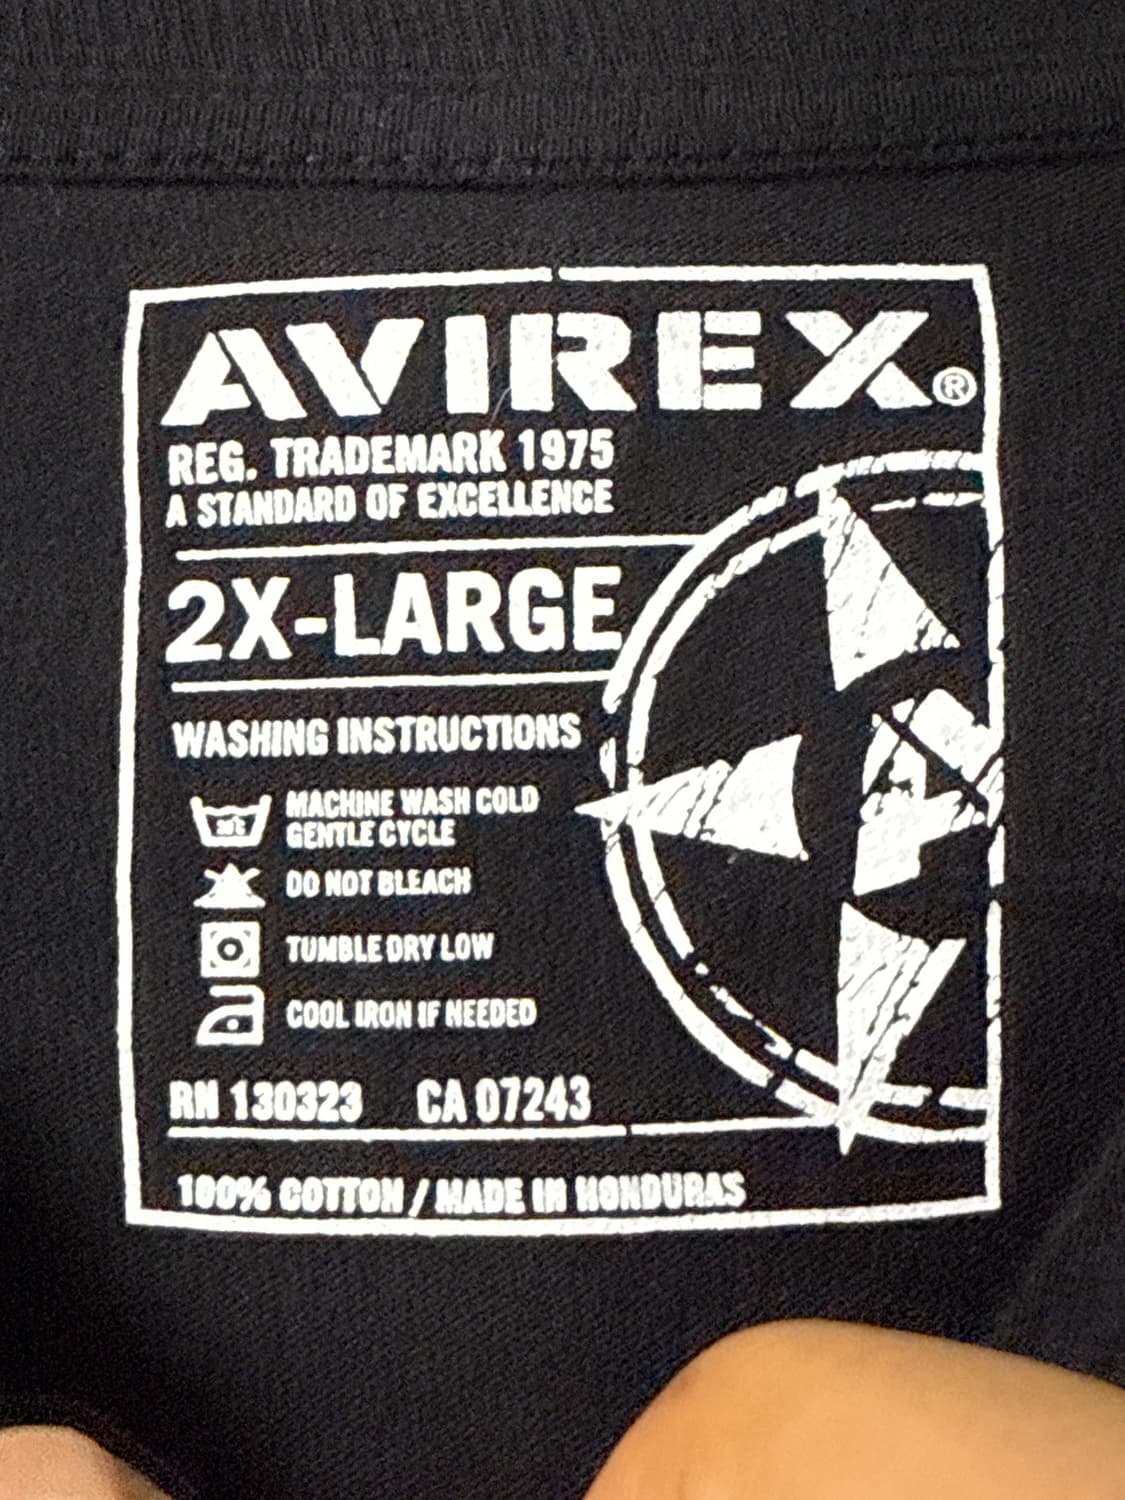 AVIREX®
REG. TRADEMARK 1975
A STANDARD OF EXCELLENCE
2X-LARGE
WASHING INSTRUCTIONS
MACHINE WASH COLD
GENTLE CYCLE
DO NOT BLEACH
TUMBLE DRY LOW
COOL IRON IF NEEDED
RN 130323 CA 07243
100% COTTON / MADE IN HONDURAS